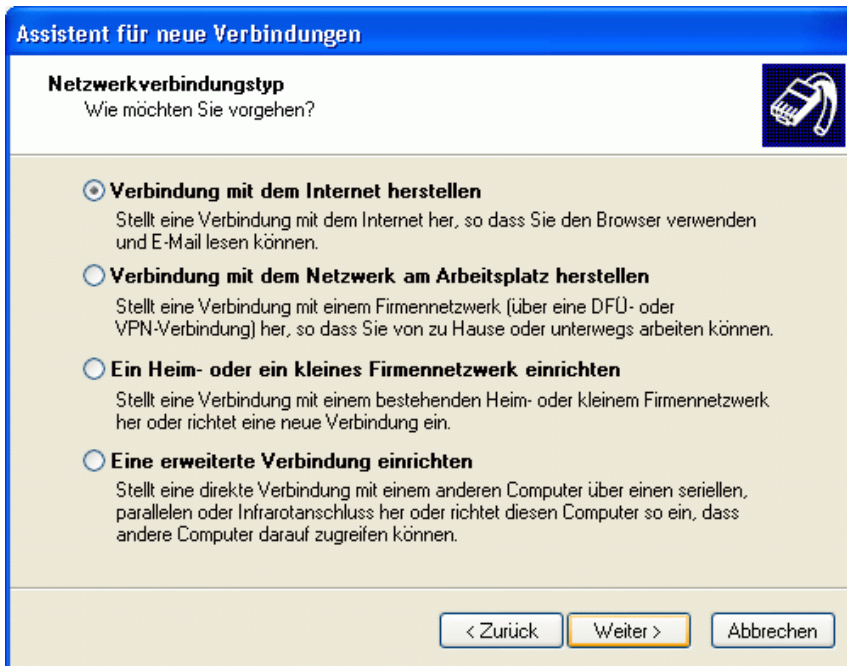 Assistent für neue Verbindungen
Netzwerkverbindungstyp
Wie möchten Sie vorgehen?
Verbindung mit dem Internet herstellen
Stellt eine Verbindung mit dem Internet her, so dass Sie den Browser verwenden
und E-Mail lesen können.
Verbindung mit dem Netzwerk am Arbeitsplatz herstellen
Stellt eine Verbindung mit einem Firmennetzwerk (über eine DFÜ- oder
VPN-Verbindung) her, so dass Sie von zu Hause oder unterwegs arbeiten können.
Ein Heim- oder ein kleines Firmennetzwerk einrichten
Stellt eine Verbindung mit einem bestehenden Heim- oder kleinem Firmennetzwerk
her oder richtet eine neue Verbindung ein.
Eine erweiterte Verbindung einrichten
Stellt eine direkte Verbindung mit einem anderen Computer über einen seriellen,
parallelen oder Infrarotanschluss her oder richtet diesen Computer so ein, dass
andere Computer darauf zugreifen können.
< Zurück Weiter > Abbrechen